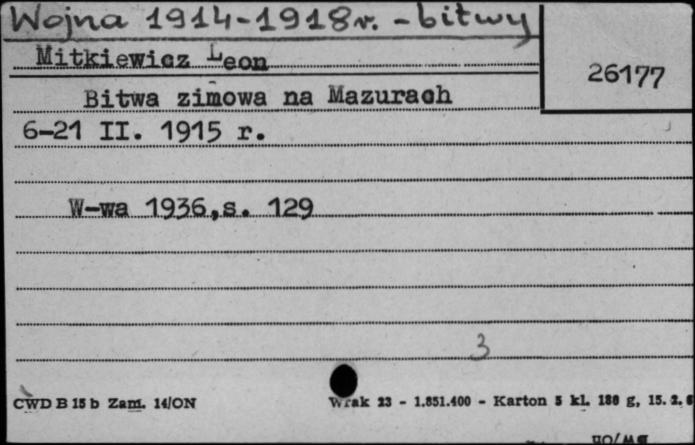 Wojna 1914-1918r. - bitwy
Mitkiewicz Leon
26177
Bitwa zimowa na Mazurach
6-21 II. 1915 r.
W-wa 1936,s. 129
3
CWD B 15 b Zam. 14/ON
Wrak 23 - 1.851.400 - Karton 5 kl. 180 g, 15. 2. 6